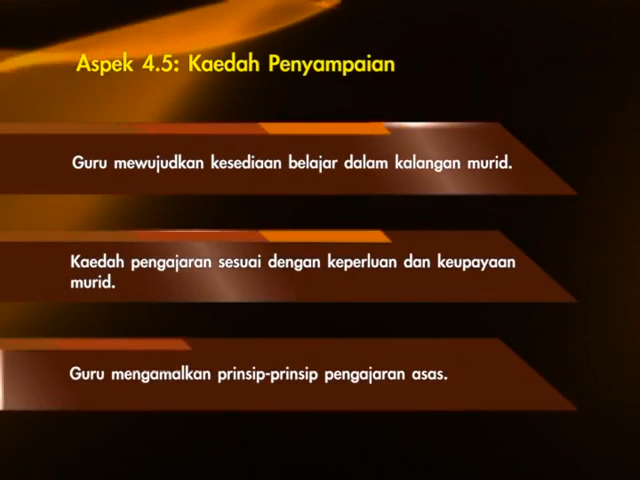 Aspek 4.5: Kaedah Penyampaian
Guru mewujudkan kesediaan belajar dalam kalangan murid.
Kaedah pengajaran sesuai dengan keperluan dan keupayaan
murid.
Guru mengamalkan prinsip-prinsip pengajaran asas.